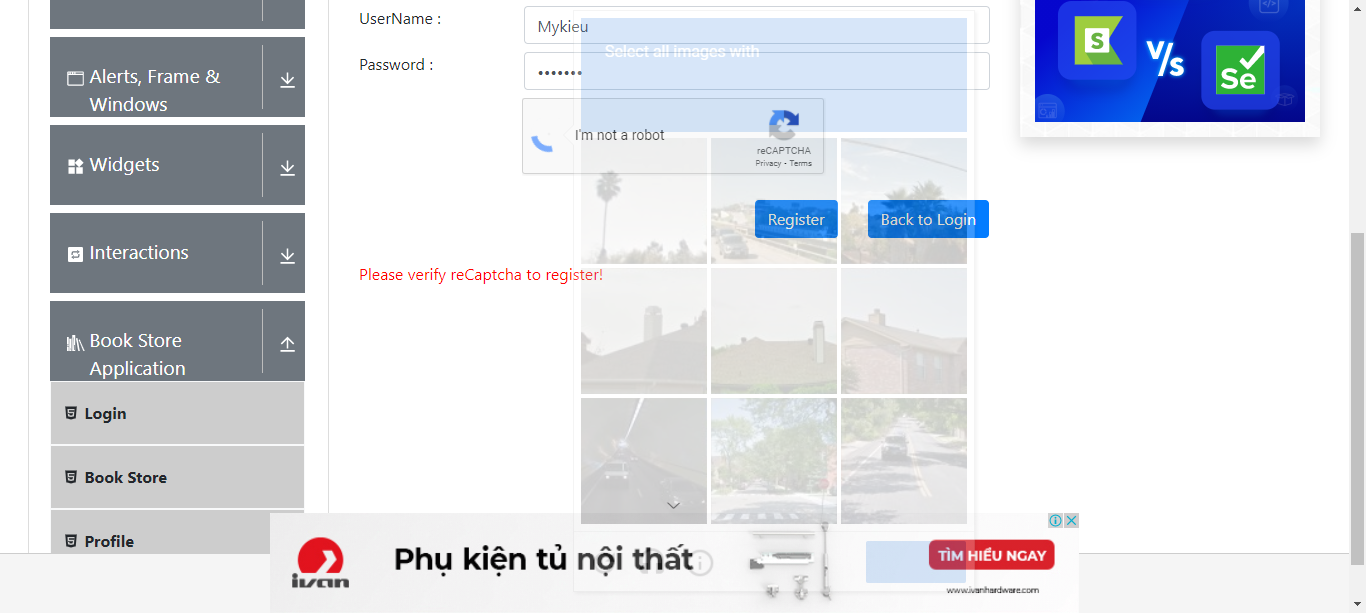 UserName :
Mykieu
Select all images with
Password :
•••••••
I'm not a robot
reCAPTCHA
Privacy - Terms
Register
Back to Login
Please verify reCaptcha to register!
Alerts, Frame &
Windows
Widgets
Interactions
Book Store
Application
Login
Book Store
Profile
S
V/s
Se
ivan
Phụ kiện tủ nội thất
TÌM HIỂU NGAY
www.ivanhardware.com